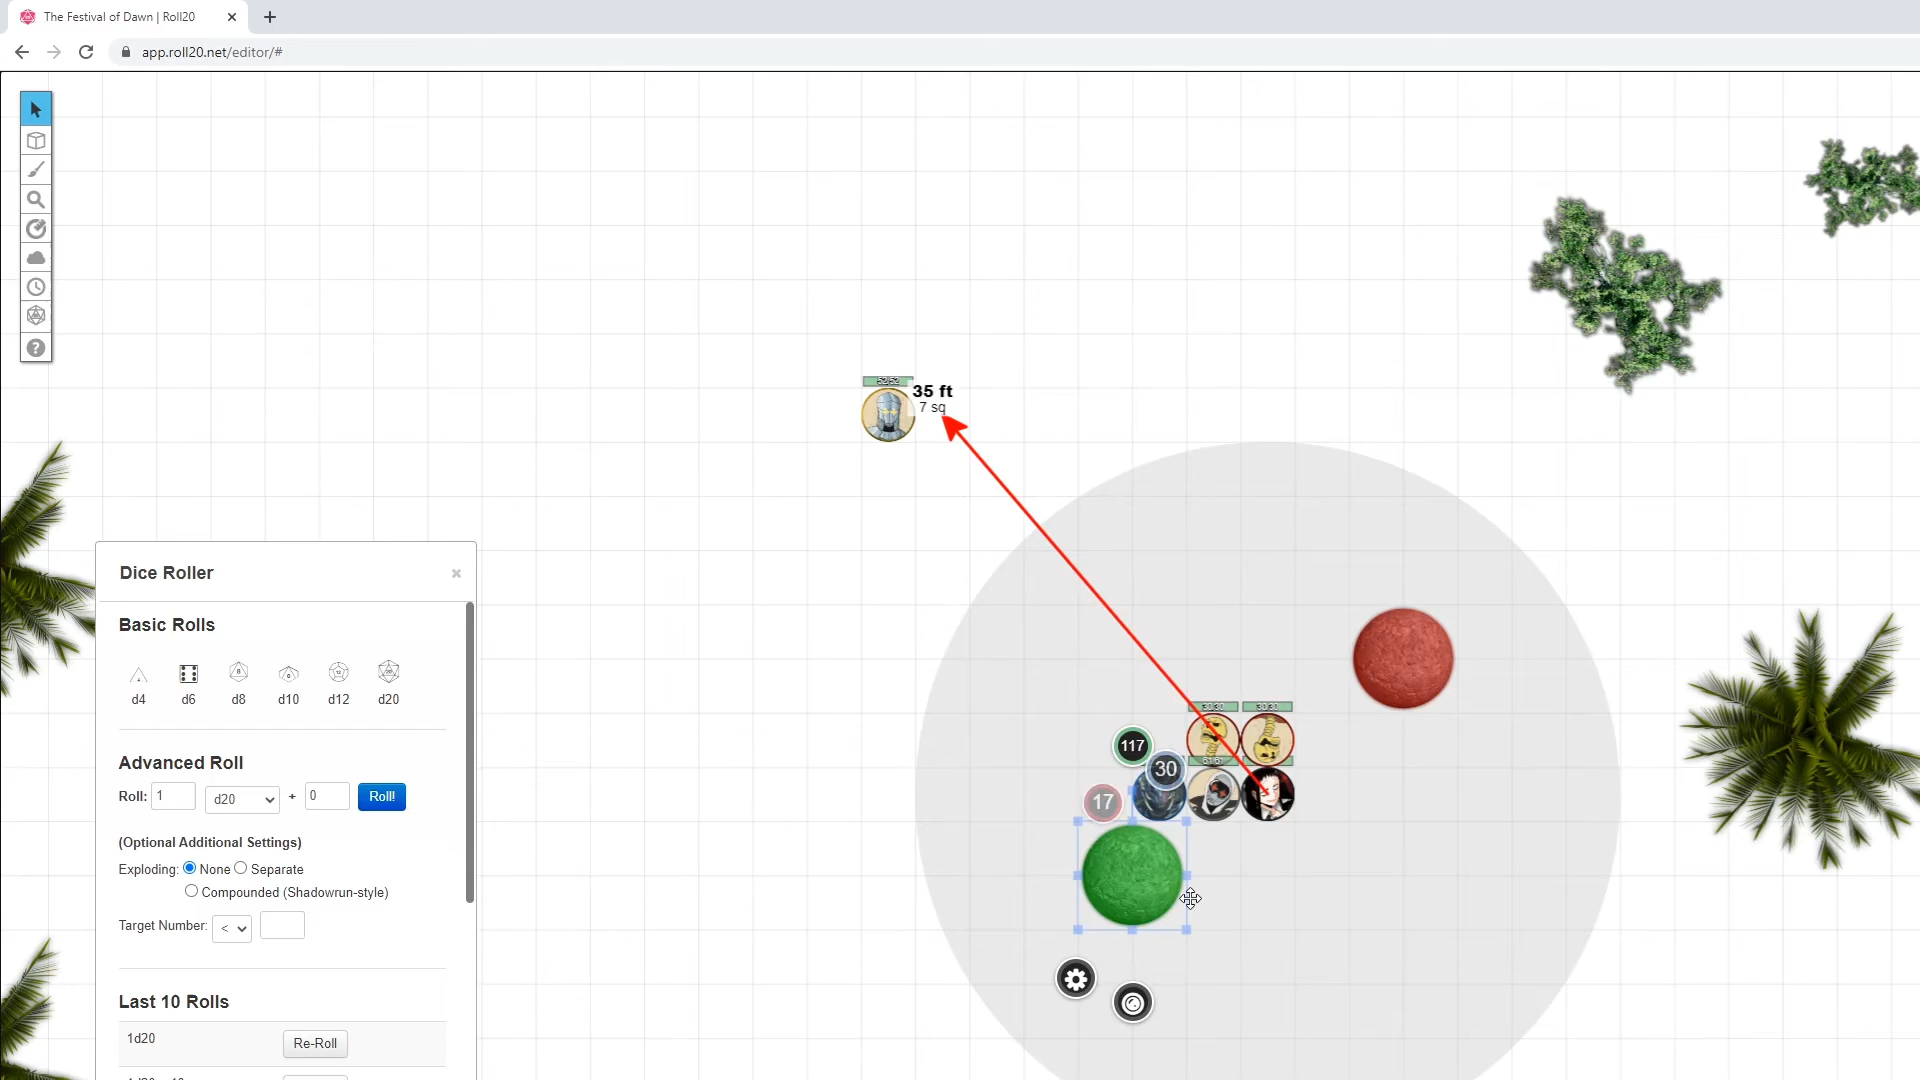 The Festival of Dawn | Roll20
app.roll20.net/editor/#
52/52
35 ft
7 sq
Dice Roller
Basic Rolls
d4 d6 d8 d10 d12 d20
Advanced Roll
Roll: 1 d20 + 0 Roll!
(Optional Additional Settings)
Exploding: None Separate
Compounded (Shadowrun-style)
Target Number: <
Last 10 Rolls
1d20 Re-Roll
117
30
17